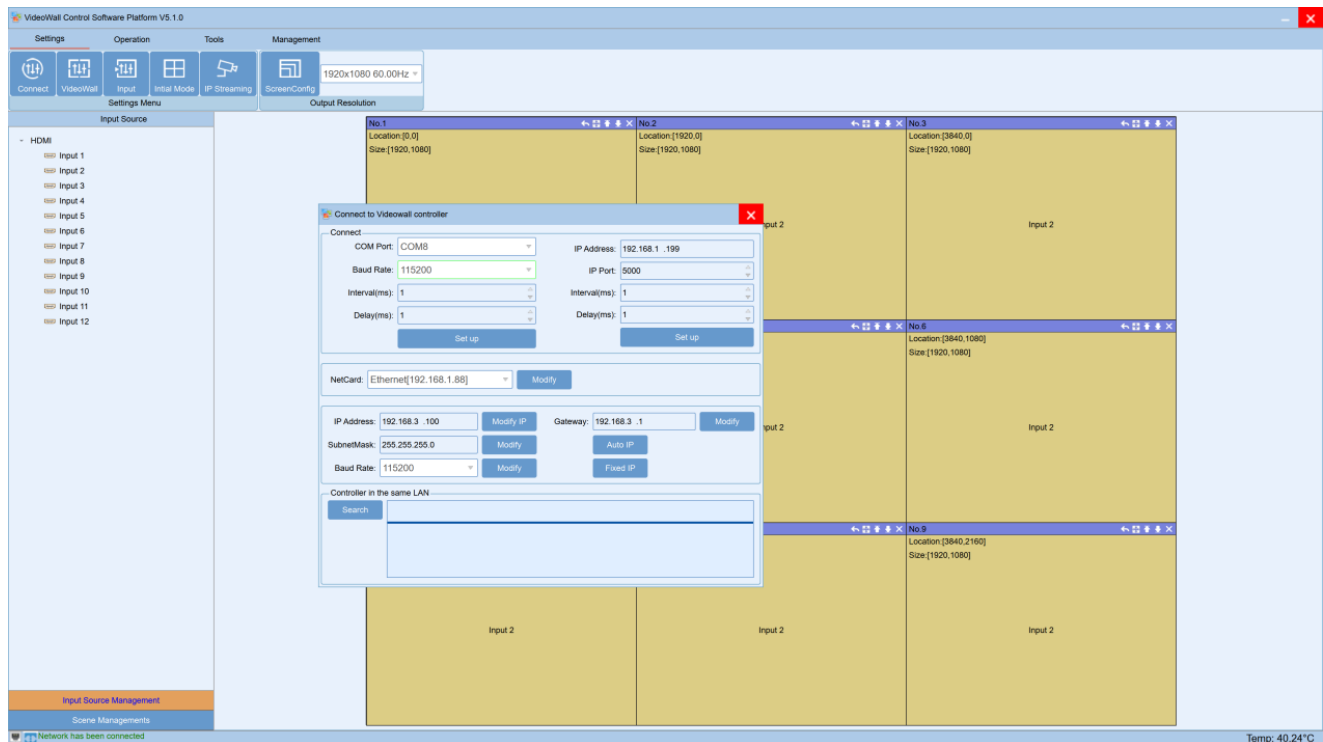 VideoWall Control Software Platform V5.1.0
Settings Operation Tools Management
Connect VideoWall Input Intial Mode IP Streaming ScreenConfig 1920x1080 60.00Hz
Settings Menu Output Resolution
Input Source
HDMI
Input 1
Input 2
Input 3
Input 4
Input 5
Input 6
Input 7
Input 8
Input 9
Input 10
Input 11
Input 12
Input Source Management
Scene Managements
No.1
Location:[0,0]
Size:[1920,1080]
No.2
Location:[1920,0]
Size:[1920,1080]
No.3
Location:[3840,0]
Size:[1920,1080]
nput 2
Input 2
Connect to Videowall controller
Connect
COM Port: COM8 IP Address: 192.168.1 .199
Baud Rate: 115200 IP Port: 5000
Interval(ms): 1 Interval(ms): 1
Delay(ms): 1 Delay(ms): 1
Set up Set up
NetCard: Ethernet[192.168.1.88] Modify
IP Address: 192.168.3 .100 Modify IP Gateway: 192.168.3 .1 Modify
SubnetMask: 255.255.255.0 Modify Auto IP
Baud Rate: 115200 Modify Fixed IP
Controller in the same LAN
Search
No.6
Location:[3840,1080]
Size:[1920,1080]
nput 2
Input 2
No.9
Location:[3840,2160]
Size:[1920,1080]
Input 2
Input 2
Input 2
Network has been connected
Temp: 40.24°C